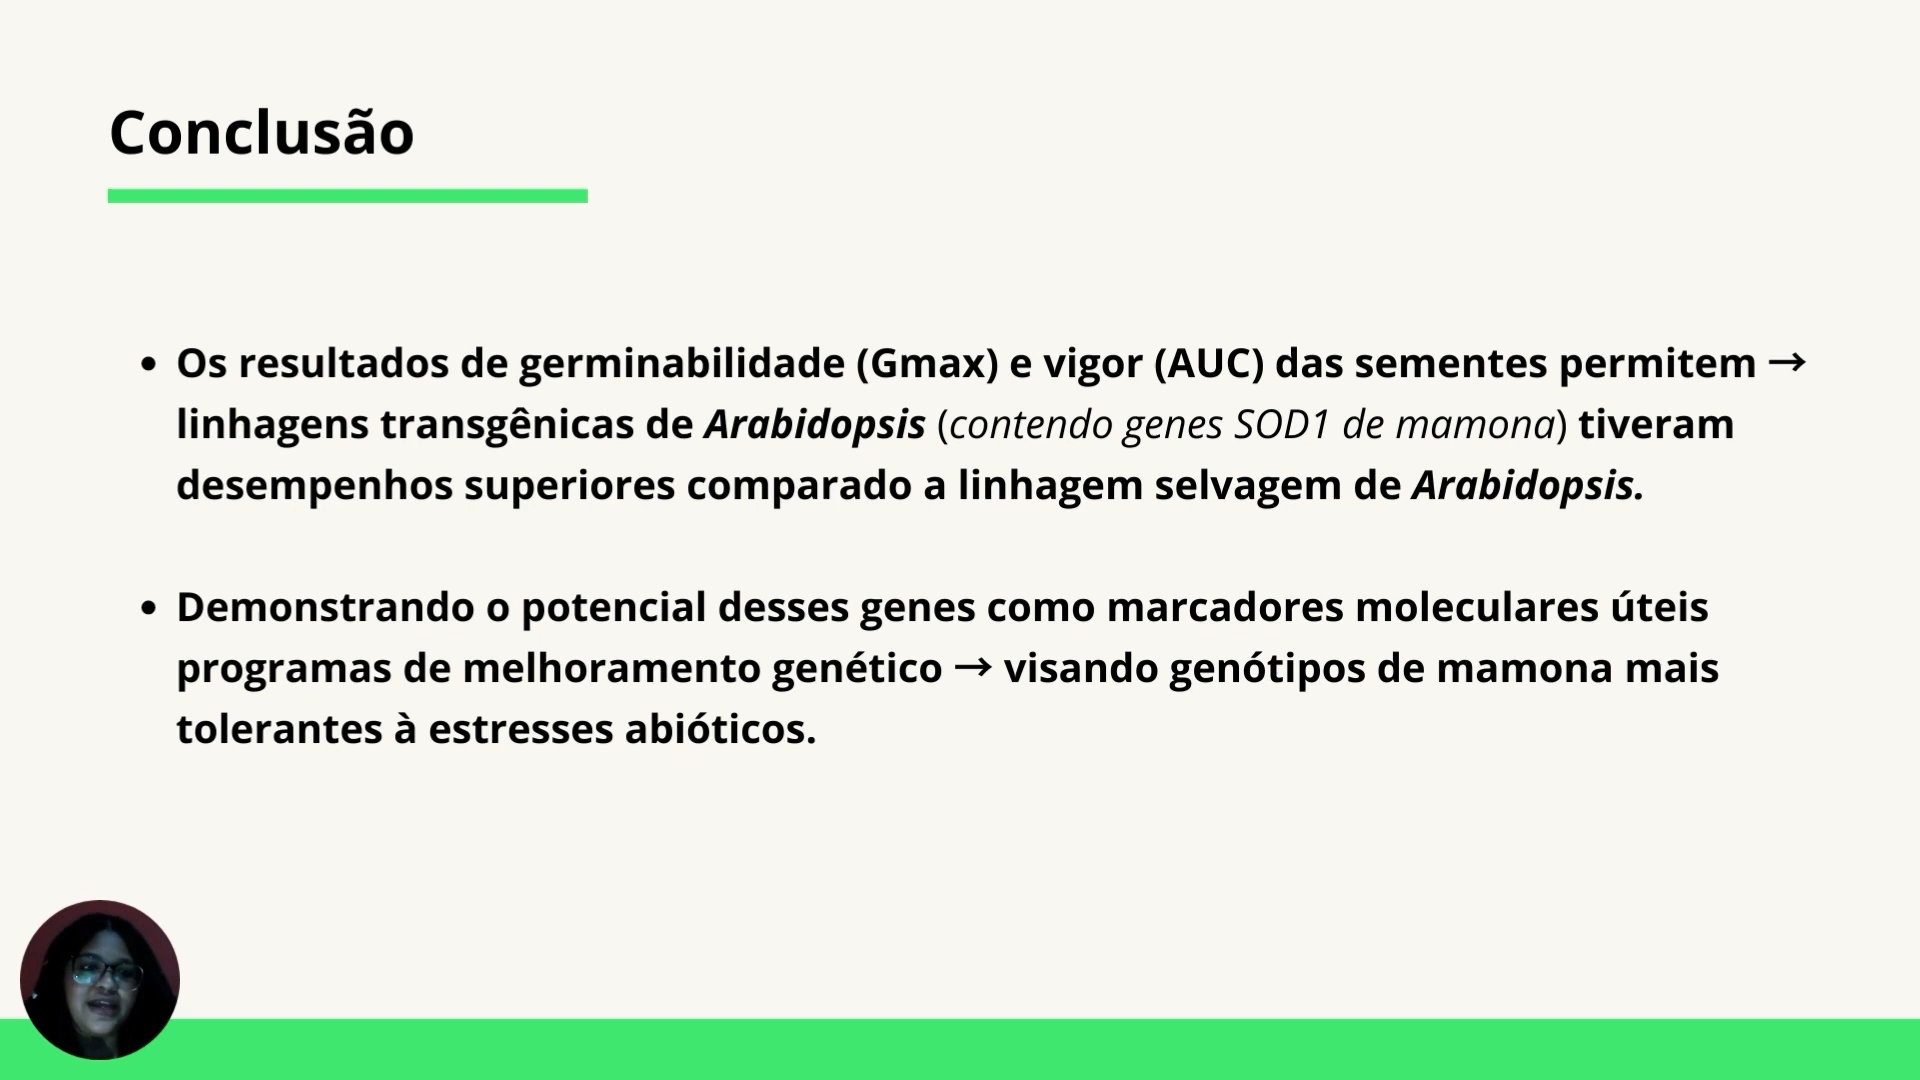 Conclusão
• Os resultados de germinabilidade (Gmax) e vigor (AUC) das sementes permitem →
linhagens transgênicas de Arabidopsis (contendo genes SOD1 de mamona) tiveram
desempenhos superiores comparado a linhagem selvagem de Arabidopsis.
• Demonstrando o potencial desses genes como marcadores moleculares úteis
programas de melhoramento genético → visando genótipos de mamona mais
tolerantes à estresses abióticos.